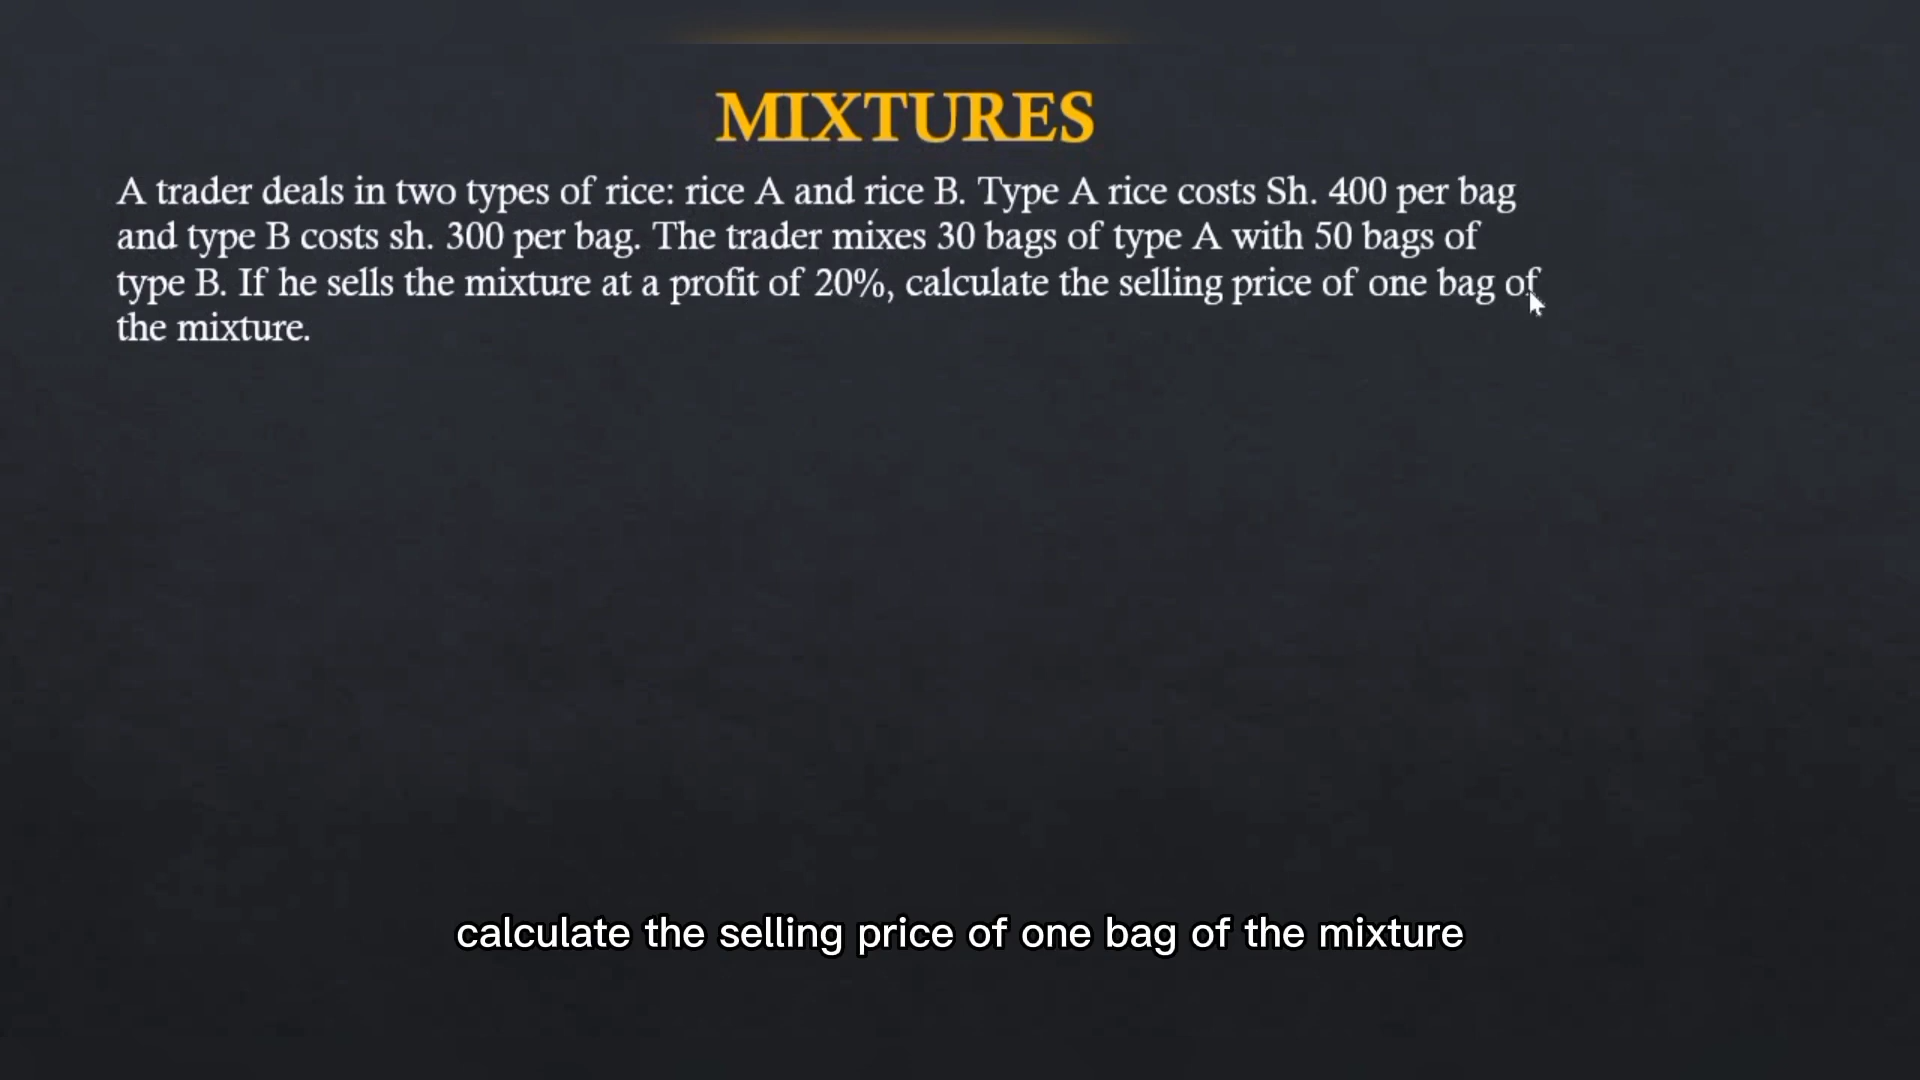 MIXTURES
A trader deals in two types of rice: rice A and rice B. Type A rice costs Sh. 400 per bag
and type B costs sh. 300 per bag. The trader mixes 30 bags of type A with 50 bags of
type B. If he sells the mixture at a profit of 20%, calculate the selling price of one bag of
the mixture.
calculate the selling price of one bag of the mixture